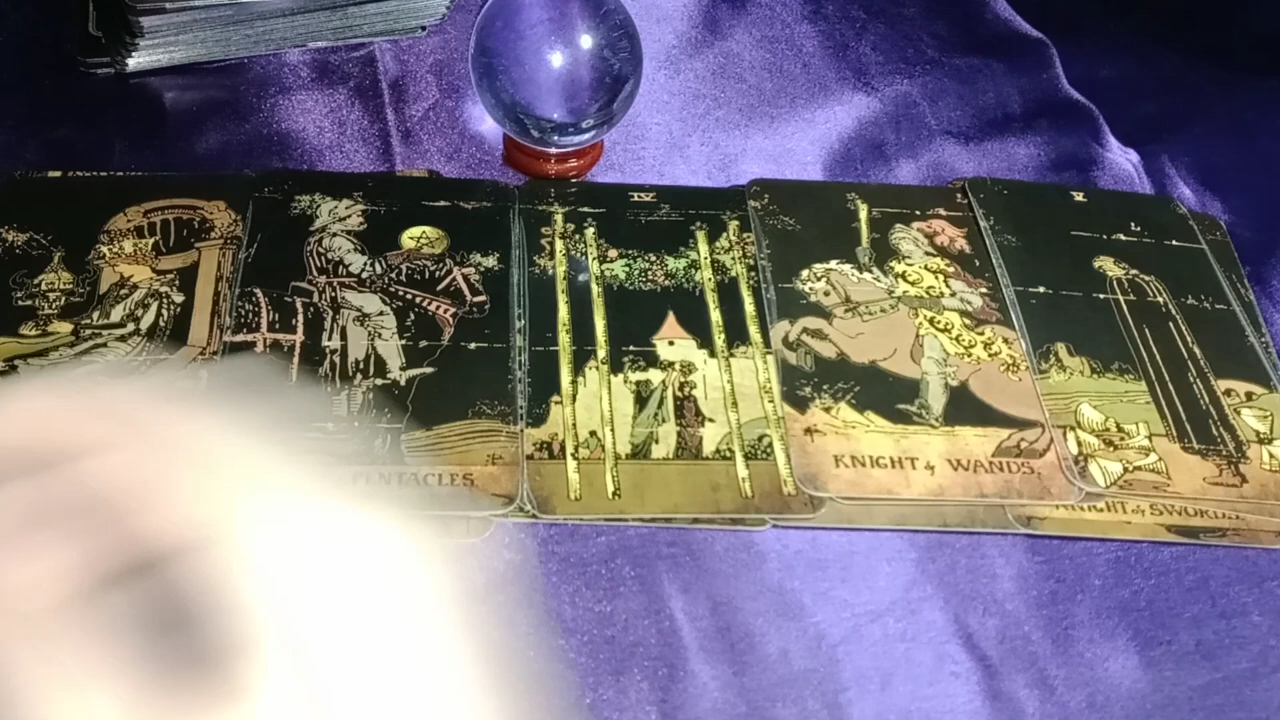 IV
V
PENTACLES.
KNIGHT of WANDS.
KNIGHT of SWORDS.